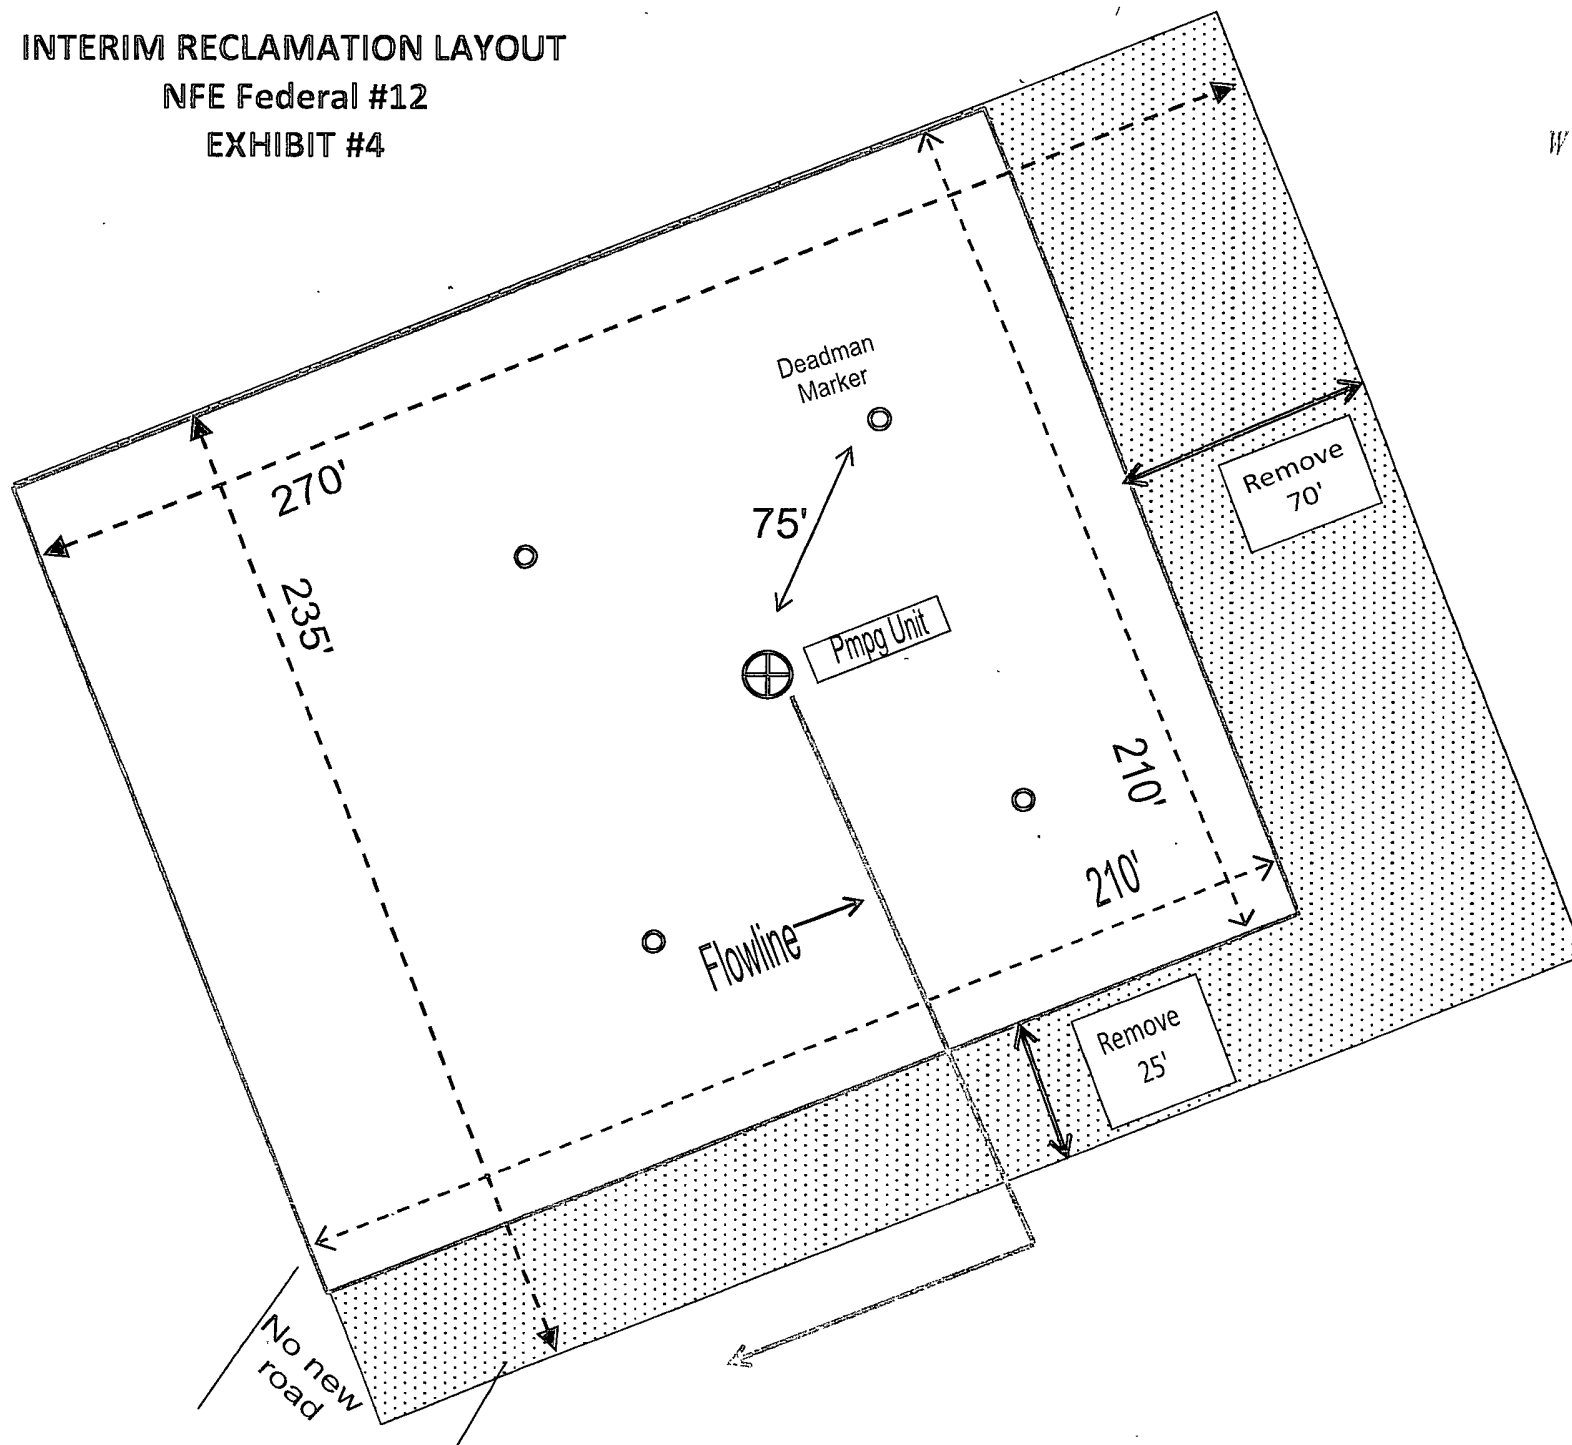 INTERIM RECLAMATION LAYOUT
NFE Federal #12
EXHIBIT #4
W
Deadman
Marker
270'
75'
Remove
70'
235'
Pmpg Unit
210'
210'
Flowline
Remove
25'
No new
road